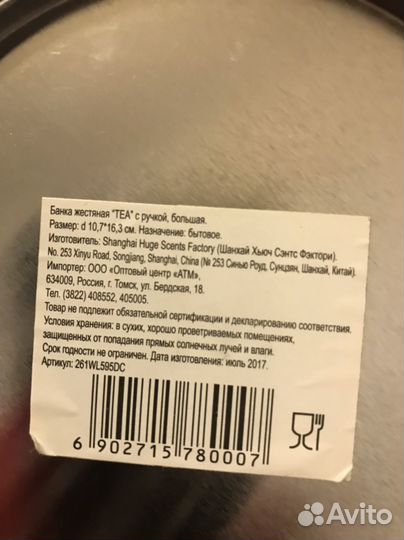 Банка жестяная "TEA" с ручкой, большая.
Размер: d 10,7*16,3 см. Назначение: бытовое.
Изготовитель: Shanghai Huge Scents Factory (Шанхай Хьюч Сэнтс Фэктори).
No. 253 Xinyu Road, Songjiang, Shanghai, China (№ 253 Синью Роуд, Сунцзян, Шанхай, Китай).
Импортер: ООО «Оптовый центр «АТМ»,
634009, Россия, г. Томск, ул. Бердская, 18.
Тел. (3822) 408552, 405005.
Товар не подлежит обязательной сертификации и декларированию соответствия.
Условия хранения: в сухих, хорошо проветриваемых помещениях,
защищенных от попадания прямых солнечных лучей и влаги.
Срок годности не ограничен. Дата изготовления: июль 2017.
Артикул: 261WL595DC
6 902715 780007
Avito